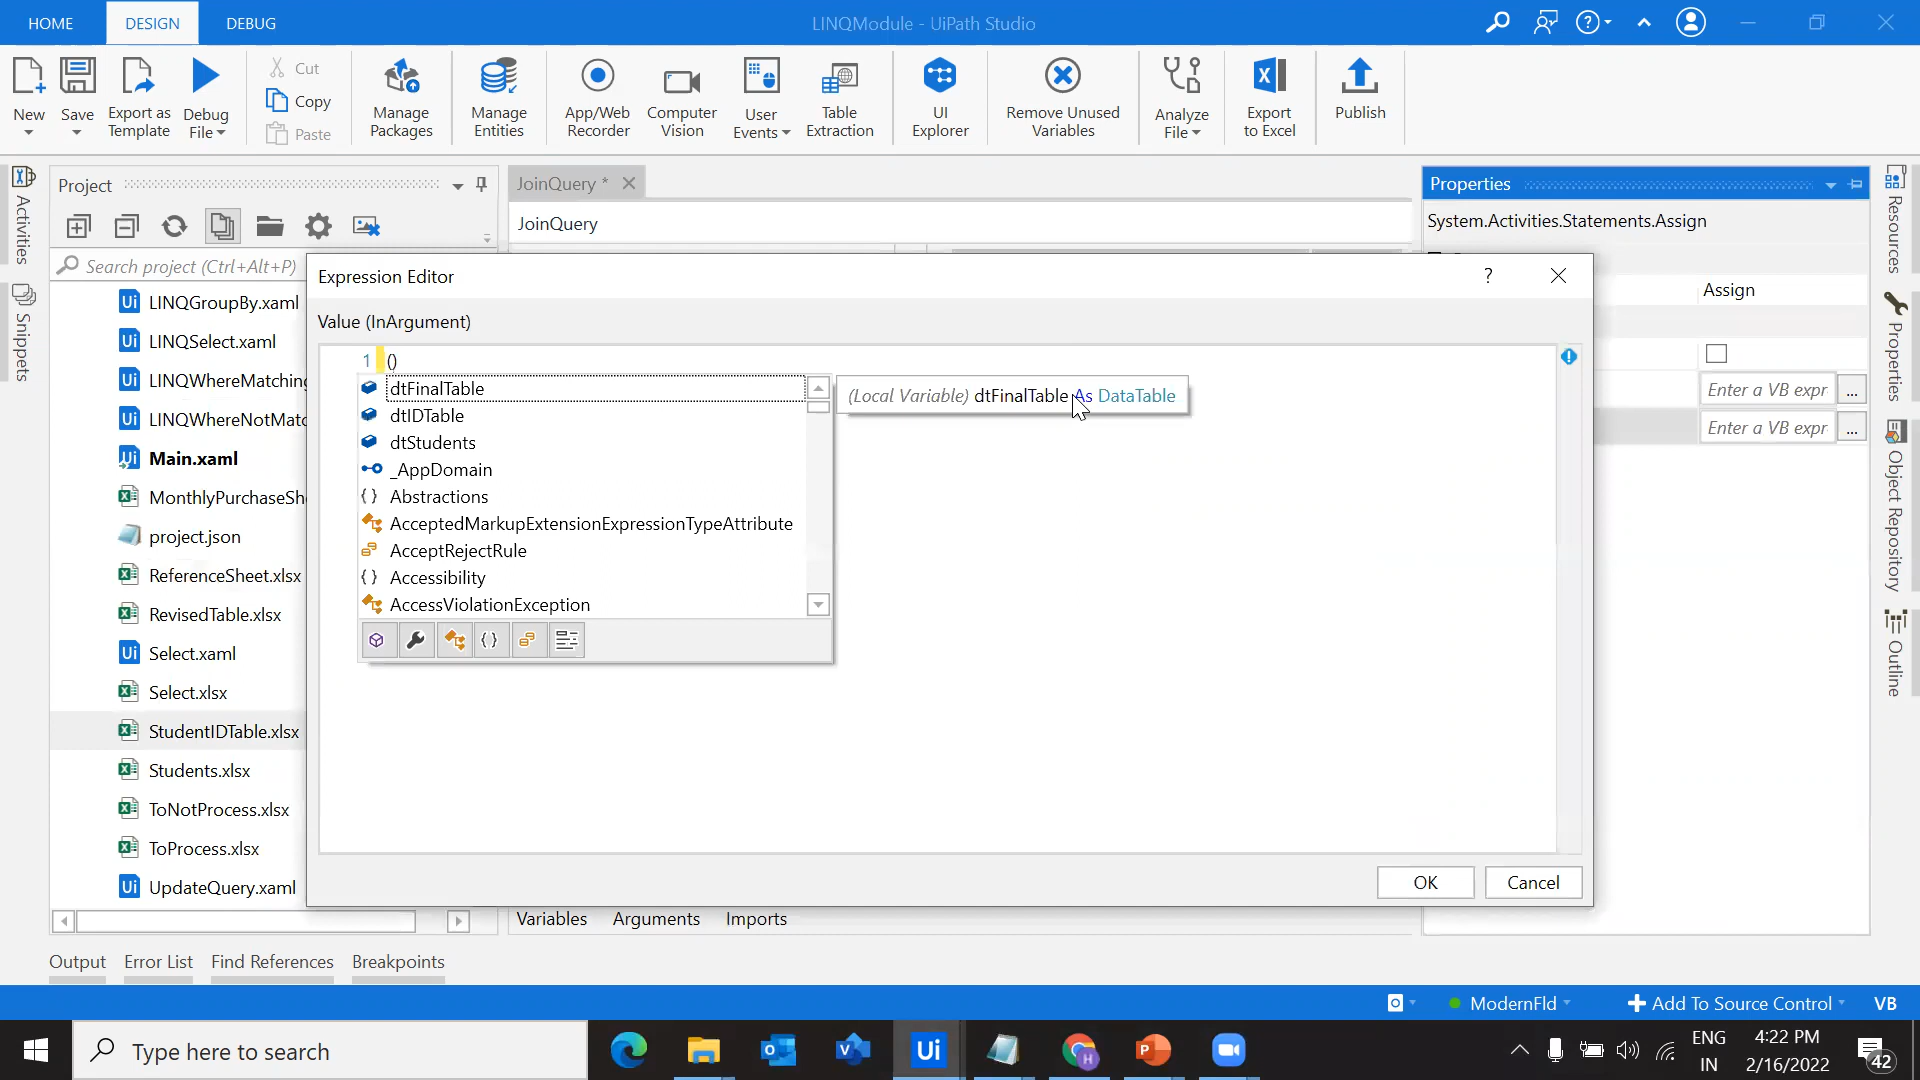 HOME
DESIGN
DEBUG
LINQModule - UiPath Studio
New
Save
Export as Template
Debug File
Cut
Copy
Paste
Manage Packages
Manage Entities
App/Web Recorder
Computer Vision
User Events
Table Extraction
UI Explorer
Remove Unused Variables
Analyze File
Export to Excel
Publish
Activities
Snippets
Project
Search project (Ctrl+Alt+P)
LINQGroupBy.xaml
LINQSelect.xaml
LINQWhereMatching
LINQWhereNotMatc
Main.xaml
MonthlyPurchaseSh
project.json
ReferenceSheet.xlsx
RevisedTable.xlsx
Select.xaml
Select.xlsx
StudentIDTable.xlsx
Students.xlsx
ToNotProcess.xlsx
ToProcess.xlsx
UpdateQuery.xaml
JoinQuery *
JoinQuery
Expression Editor
?
Value (InArgument)
1 ()
dtFinalTable
dtIDTable
dtStudents
_AppDomain
Abstractions
AcceptedMarkupExtensionExpressionTypeAttribute
AcceptRejectRule
Accessibility
AccessViolationException
(Local Variable) dtFinalTable As DataTable
OK
Cancel
Variables
Arguments
Imports
Properties
System.Activities.Statements.Assign
Assign
Enter a VB expr
...
Enter a VB expr
...
Resources
Properties
Object Repository
Outline
Output
Error List
Find References
Breakpoints
ModernFld
Add To Source Control
VB
Type here to search
Ui
ENG
IN
4:22 PM
2/16/2022
42